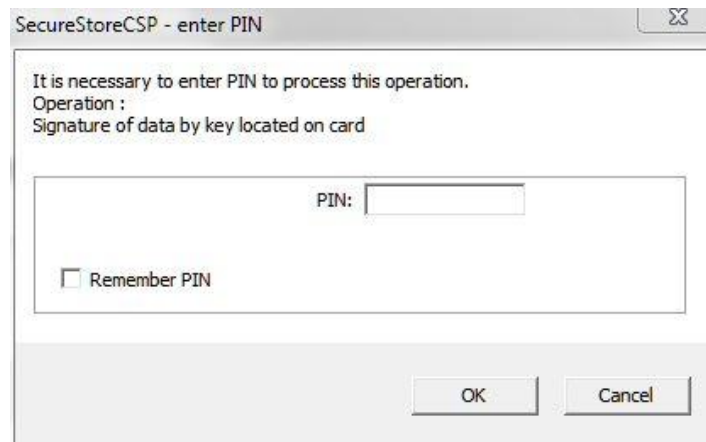 SecureStoreCSP - enter PIN
It is necessary to enter PIN to process this operation.
Operation :
Signature of data by key located on card
PIN:
Remember PIN
OK Cancel